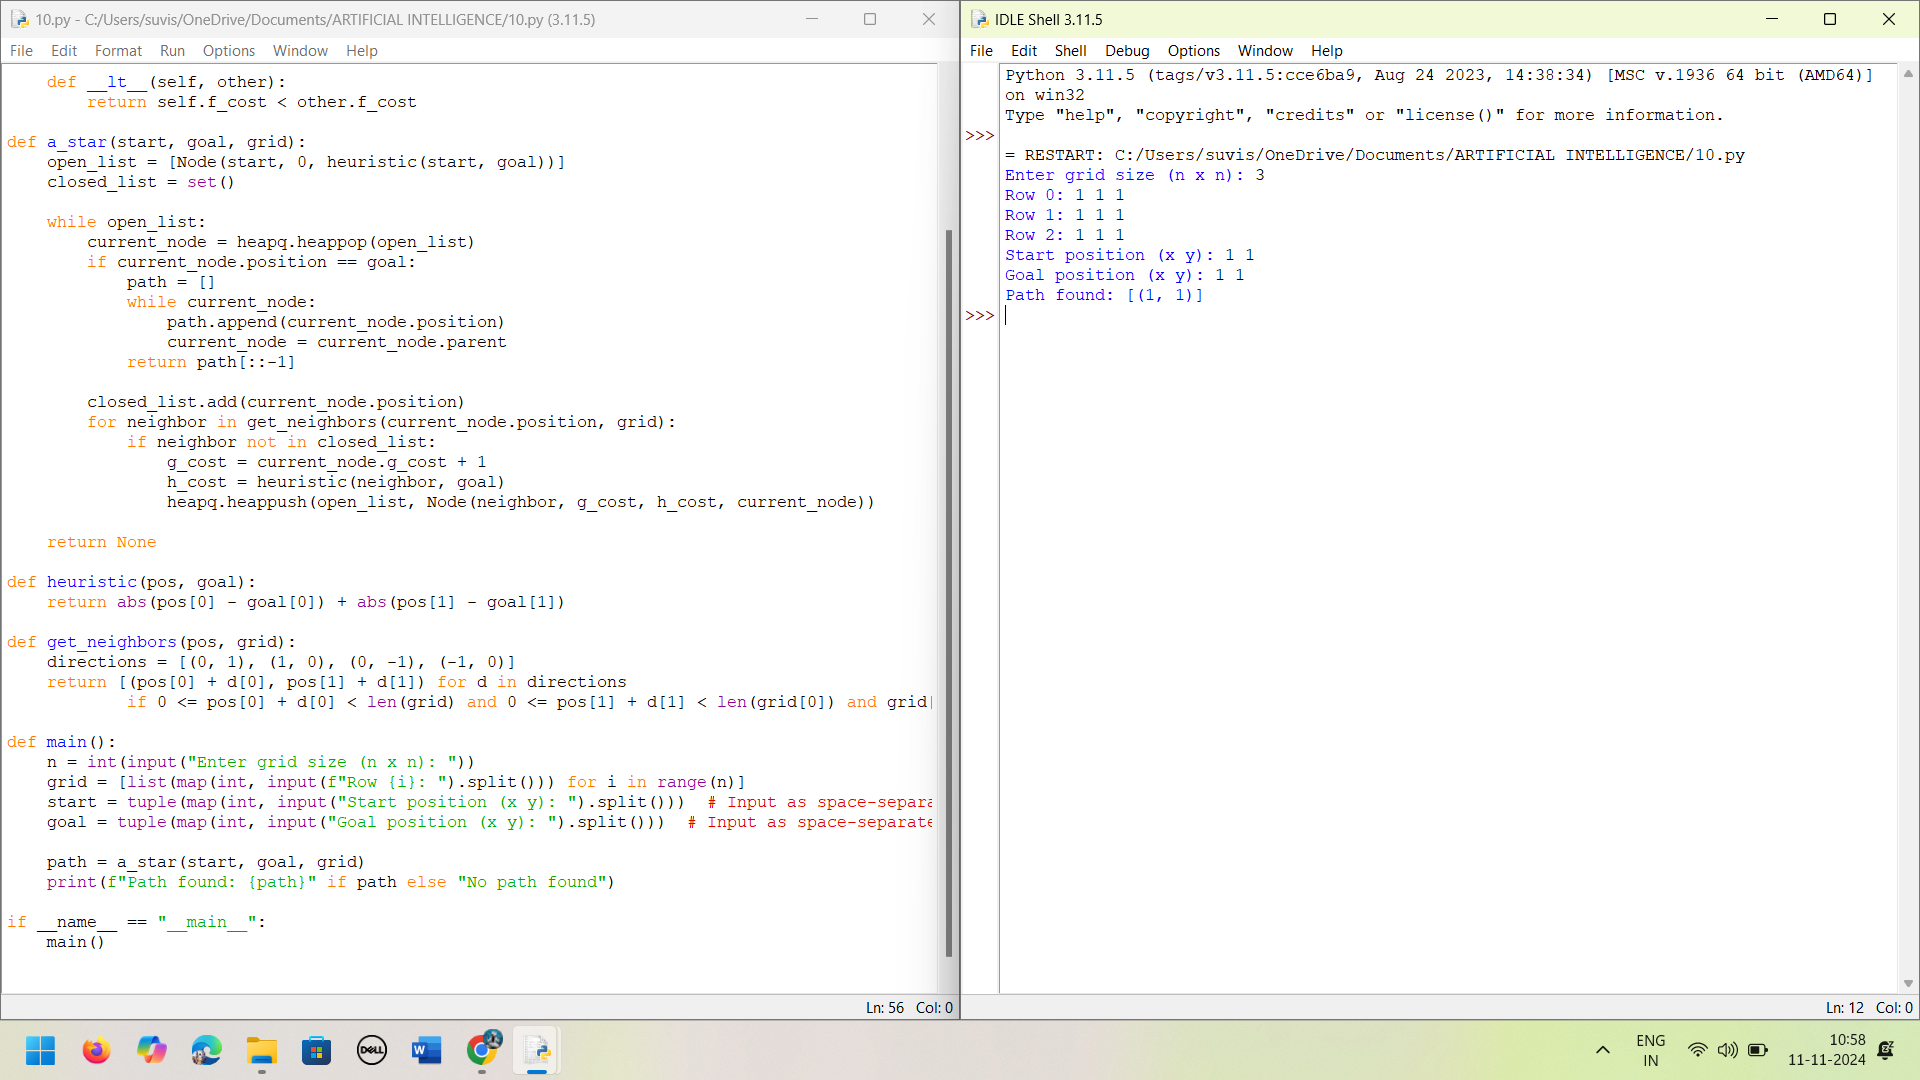 10.py - C:/Users/suvis/OneDrive/Documents/ARTIFICIAL INTELLIGENCE/10.py (3.11.5)
File Edit Format Run Options Window Help
    def __lt__(self, other):
        return self.f_cost < other.f_cost

def a_star(start, goal, grid):
    open_list = [Node(start, 0, heuristic(start, goal))]
    closed_list = set()

    while open_list:
        current_node = heapq.heappop(open_list)
        if current_node.position == goal:
            path = []
            while current_node:
                path.append(current_node.position)
                current_node = current_node.parent
            return path[::-1]

        closed_list.add(current_node.position)
        for neighbor in get_neighbors(current_node.position, grid):
            if neighbor not in closed_list:
                g_cost = current_node.g_cost + 1
                h_cost = heuristic(neighbor, goal)
                heapq.heappush(open_list, Node(neighbor, g_cost, h_cost, current_node))

    return None

def heuristic(pos, goal):
    return abs(pos[0] - goal[0]) + abs(pos[1] - goal[1])

def get_neighbors(pos, grid):
    directions = [(0, 1), (1, 0), (0, -1), (-1, 0)]
    return [(pos[0] + d[0], pos[1] + d[1]) for d in directions
            if 0 <= pos[0] + d[0] < len(grid) and 0 <= pos[1] + d[1] < len(grid[0]) and grid[

def main():
    n = int(input("Enter grid size (n x n): "))
    grid = [list(map(int, input(f"Row {i}: ").split())) for i in range(n)]
    start = tuple(map(int, input("Start position (x y): ").split()))  # Input as space-separa
    goal = tuple(map(int, input("Goal position (x y): ").split()))  # Input as space-separate

    path = a_star(start, goal, grid)
    print(f"Path found: {path}" if path else "No path found")

if __name__ == "__main__":
    main()
Ln: 56 Col: 0
IDLE Shell 3.11.5
File Edit Shell Debug Options Window Help
Python 3.11.5 (tags/v3.11.5:cce6ba9, Aug 24 2023, 14:38:34) [MSC v.1936 64 bit (AMD64)]
on win32
Type "help", "copyright", "credits" or "license()" for more information.
>>>
= RESTART: C:/Users/suvis/OneDrive/Documents/ARTIFICIAL INTELLIGENCE/10.py
Enter grid size (n x n): 3
Row 0: 1 1 1
Row 1: 1 1 1
Row 2: 1 1 1
Start position (x y): 1 1
Goal position (x y): 1 1
Path found: [(1, 1)]
>>>
Ln: 12 Col: 0
DELL
W
ENG
IN
10:58
11-11-2024